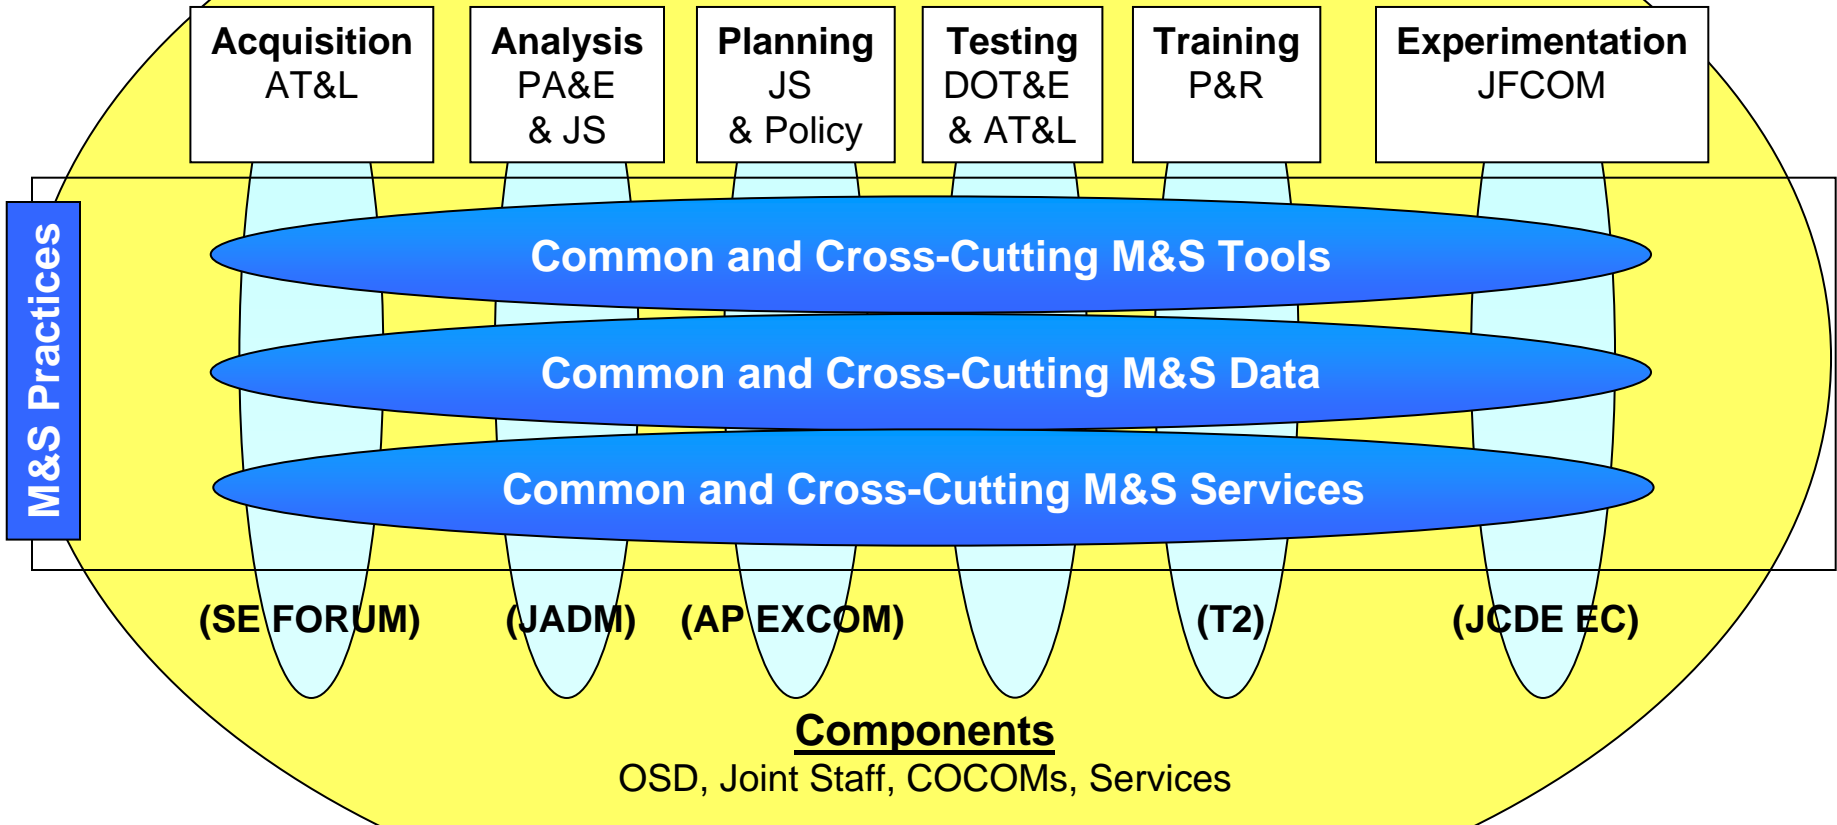 Acquisition
AT&L
Analysis
PA&E
& JS
Planning
JS
& Policy
Testing
DOT&E
& AT&L
Training
P&R
Experimentation
JFCOM
M&S Practices
Common and Cross-Cutting M&S Tools
Common and Cross-Cutting M&S Data
Common and Cross-Cutting M&S Services
(SE FORUM)
(JADM)
(AP EXCOM)
(T2)
(JCDE EC)
Components
OSD, Joint Staff, COCOMs, Services